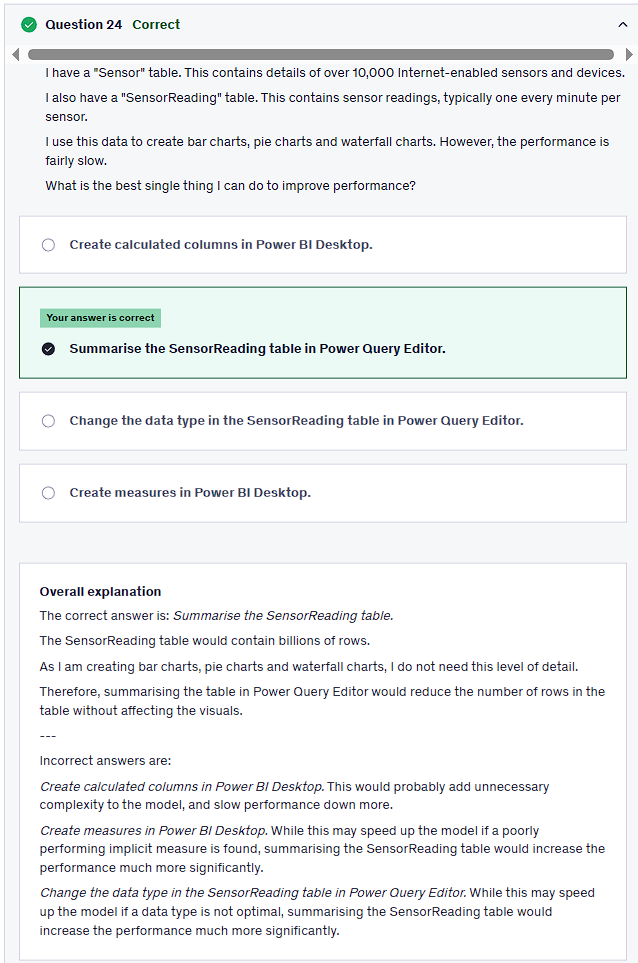 Question 24 Correct
I have a "Sensor" table. This contains details of over 10,000 Internet-enabled sensors and devices.
I also have a "SensorReading" table. This contains sensor readings, typically one every minute per
sensor.
I use this data to create bar charts, pie charts and waterfall charts. However, the performance is
fairly slow.
What is the best single thing I can do to improve performance?
Create calculated columns in Power BI Desktop.
Your answer is correct
Summarise the SensorReading table in Power Query Editor.
Change the data type in the SensorReading table in Power Query Editor.
Create measures in Power BI Desktop.
Overall explanation
The correct answer is: Summarise the SensorReading table.
The SensorReading table would contain billions of rows.
As I am creating bar charts, pie charts and waterfall charts, I do not need this level of detail.
Therefore, summarising the table in Power Query Editor would reduce the number of rows in the
table without affecting the visuals.
---
Incorrect answers are:
Create calculated columns in Power BI Desktop. This would probably add unnecessary
complexity to the model, and slow performance down more.
Create measures in Power BI Desktop. While this may speed up the model if a poorly
performing implicit measure is found, summarising the SensorReading table would increase the
performance much more significantly.
Change the data type in the SensorReading table in Power Query Editor. While this may speed
up the model if a data type is not optimal, summarising the SensorReading table would
increase the performance much more significantly.